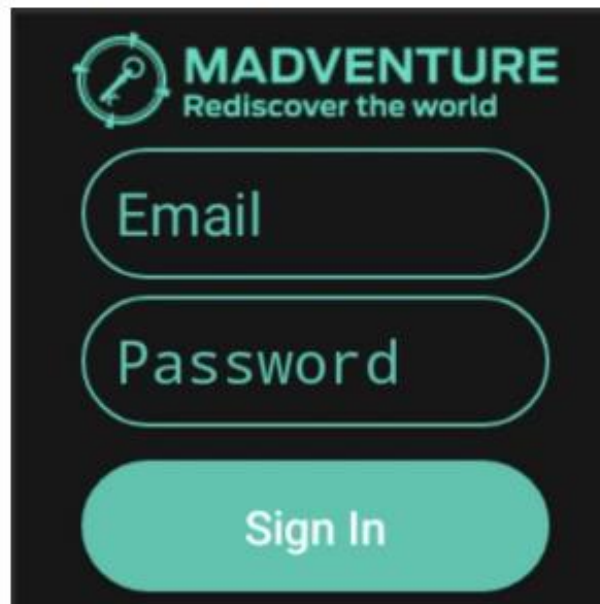 MADVENTURE
Rediscover the world
Email
Password
Sign In